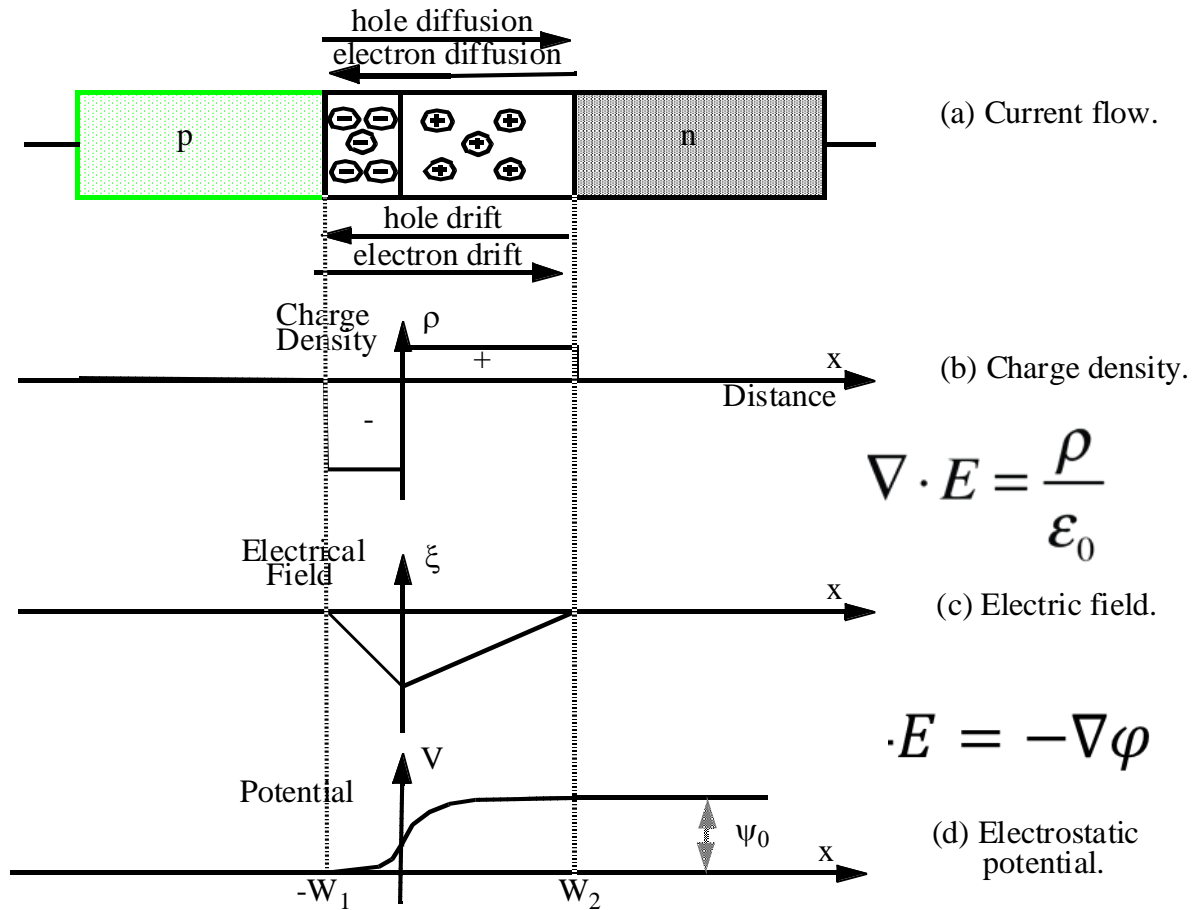 hole diffusion
electron diffusion
p
n
(a) Current flow.
hole drift
electron drift
Charge
Density
ρ
+
-
x
Distance
(b) Charge density.
∇ · E = ρ / ε₀
Electrical
Field
ξ
x
(c) Electric field.
·E = −∇φ
V
Potential
ψ₀
x
(d) Electrostatic
potential.
-W₁
W₂